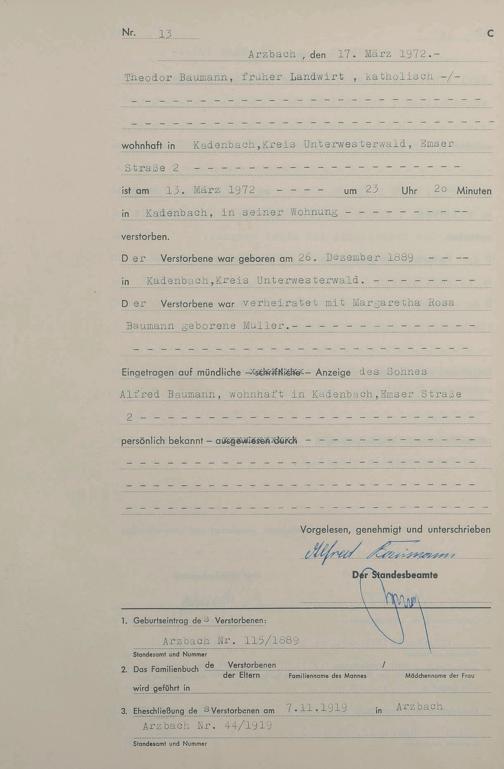 Nr. 13 C
Arzbach, den 17. März 1972.-
Theodor Baumann, früher Landwirt , katholisch -/-
wohnhaft in Kadenbach,Kreis Unterwesterwald, Emser
Straße 2 - - - - - - - - - - - - - - - - -
ist am 13. März 1972 - - - - um 23 Uhr 20 Minuten
in Kadenbach, in seiner Wohnung - - - - - - - - --
verstorben.
Der Verstorbene war geboren am 26. Dezember 1889 - - --
in Kadenbach,Kreis Unterwesterwald. - - - - - - -
Der Verstorbene war verheiratet mit Margaretha Rosa
Baumann geborene Müller.- - - - - - - - - - - -
Eingetragen auf mündliche – schriftliche – Anzeige des Sohnes
Alfred Baumann, wohnhaft in Kadenbach,Emser Straße
2 - - - - - - - - - - - - - - - - - - - -
persönlich bekannt – ausgewiesen durch - - - - - - - - - - -
Vorgelesen, genehmigt und unterschrieben
Alfred Baumann
Der Standesbeamte
1. Geburtseintrag des Verstorbenen:
Arzbach Nr. 115/1889
Standesamt und Nummer
2. Das Familienbuch de Verstorbenen /
der Eltern Familienname des Mannes Mädchenname der Frau
wird geführt in
3. Eheschließung des Verstorbenen am 7.11.1919 in Arzbach
Arzbach Nr. 44/1919
Standesamt und Nummer